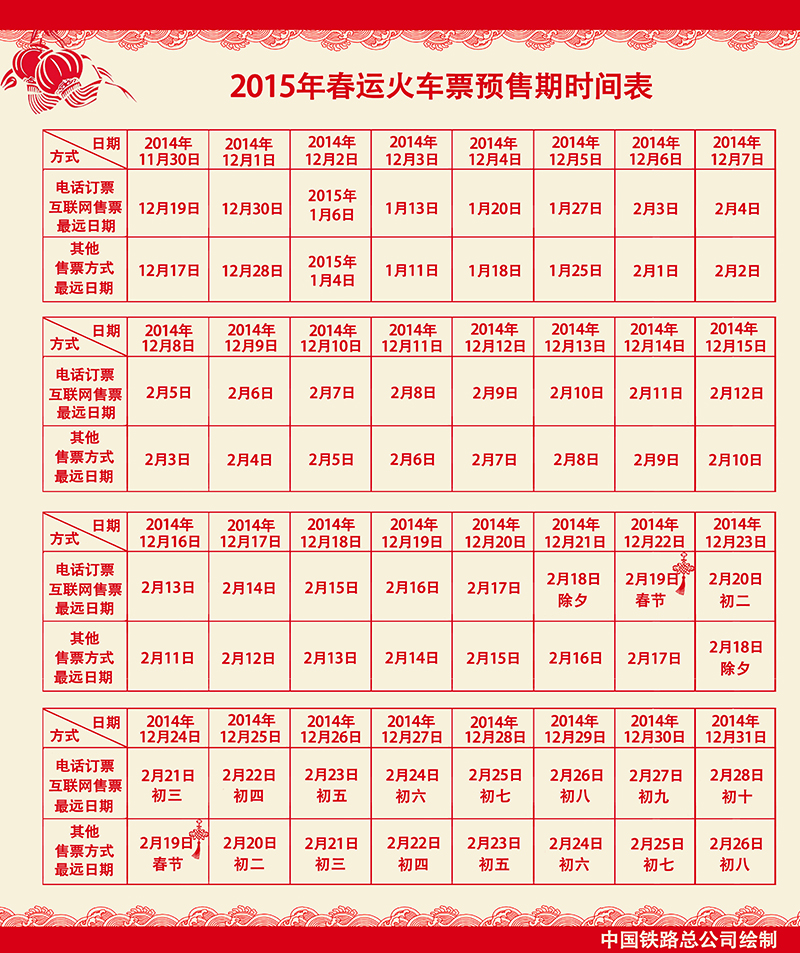 2015年春运火车票预售期时间表
日期 2014年 2014年 2014年 2014年 2014年 2014年 2014年 2014年
方式 11月30日 12月1日 12月2日 12月3日 12月4日 12月5日 12月6日 12月7日
电话订票
互联网售票
最远日期
12月19日 12月30日 2015年 1月6日 1月13日 1月20日 1月27日 2月3日 2月4日
其他
售票方式
最远日期
12月17日 12月28日 2015年 1月4日 1月11日 1月18日 1月25日 2月1日 2月2日
日期 2014年 2014年 2014年 2014年 2014年 2014年 2014年 2014年
方式 12月8日 12月9日 12月10日 12月11日 12月12日 12月13日 12月14日 12月15日
电话订票
互联网售票
最远日期
2月5日 2月6日 2月7日 2月8日 2月9日 2月10日 2月11日 2月12日
其他
售票方式
最远日期
2月3日 2月4日 2月5日 2月6日 2月7日 2月8日 2月9日 2月10日
日期 2014年 2014年 2014年 2014年 2014年 2014年 2014年 2014年
方式 12月16日 12月17日 12月18日 12月19日 12月20日 12月21日 12月22日 12月23日
电话订票
互联网售票
最远日期
2月13日 2月14日 2月15日 2月16日 2月17日 2月18日 除夕 2月19日 春节 2月20日 初二
其他
售票方式
最远日期
2月11日 2月12日 2月13日 2月14日 2月15日 2月16日 2月17日 2月18日 除夕
日期 2014年 2014年 2014年 2014年 2014年 2014年 2014年 2014年
方式 12月24日 12月25日 12月26日 12月27日 12月28日 12月29日 12月30日 12月31日
电话订票
互联网售票
最远日期
2月21日 初三 2月22日 初四 2月23日 初五 2月24日 初六 2月25日 初七 2月26日 初八 2月27日 初九 2月28日 初十
其他
售票方式
最远日期
2月19日 春节 2月20日 初二 2月21日 初三 2月22日 初四 2月23日 初五 2月24日 初六 2月25日 初七 2月26日 初八
中国铁路总公司绘制